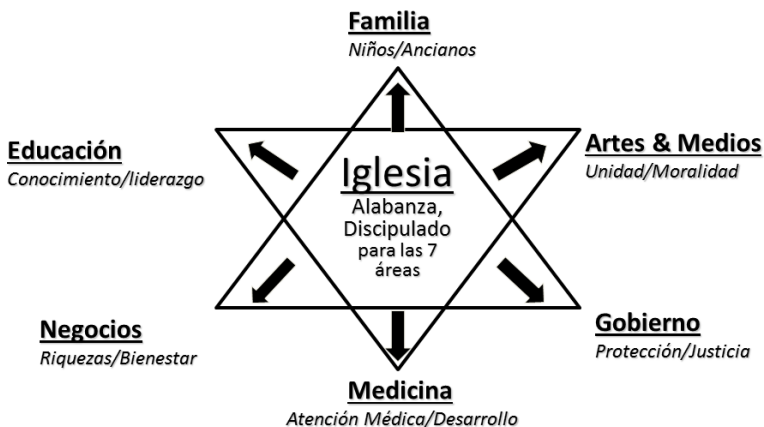 Familia
Niños/Ancianos
Educación
Conocimiento/liderazgo
Artes & Medios
Unidad/Moralidad
Iglesia
Alabanza,
Discipulado
para las 7
áreas
Negocios
Riquezas/Bienestar
Gobierno
Protección/Justicia
Medicina
Atención Médica/Desarrollo